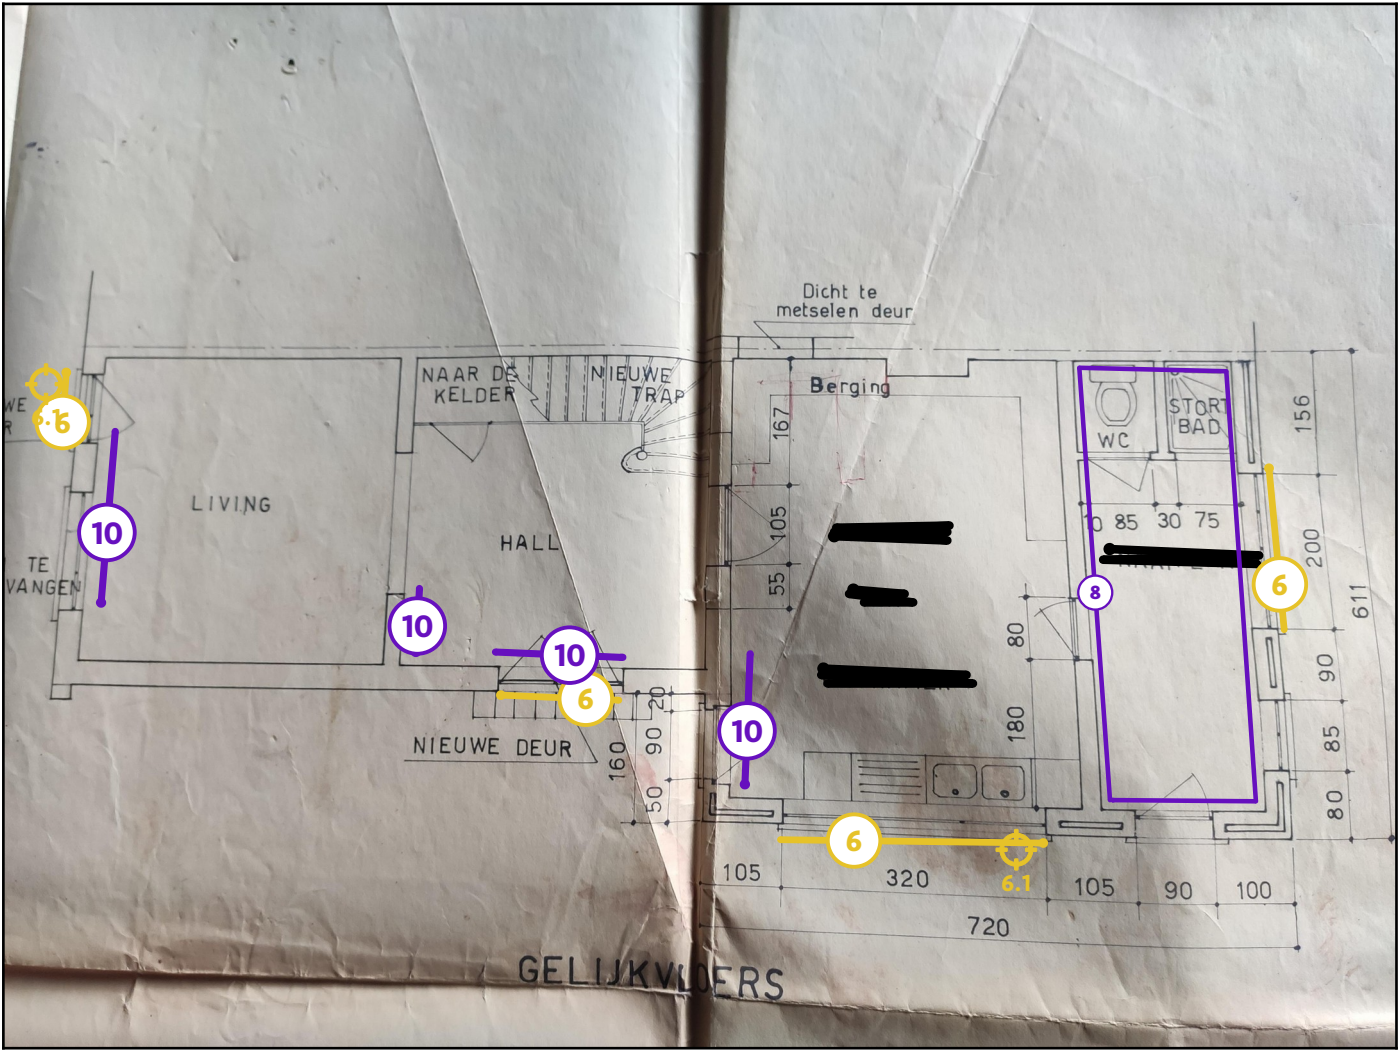 Dicht te
metselen deur
NAAR DE
KELDER
NIEUWE
TRAP
Berging
WC
STORT
BAD
156
167
6
10
LIVING
HALL
105
85
30
75
200
TE
VANGEN
55
8
6
611
10
10
80
90
6
20
10
NIEUWE DEUR
160
90
50
180
85
80
6
6.1
105
320
105
90
100
720
GELIJKVLOERS